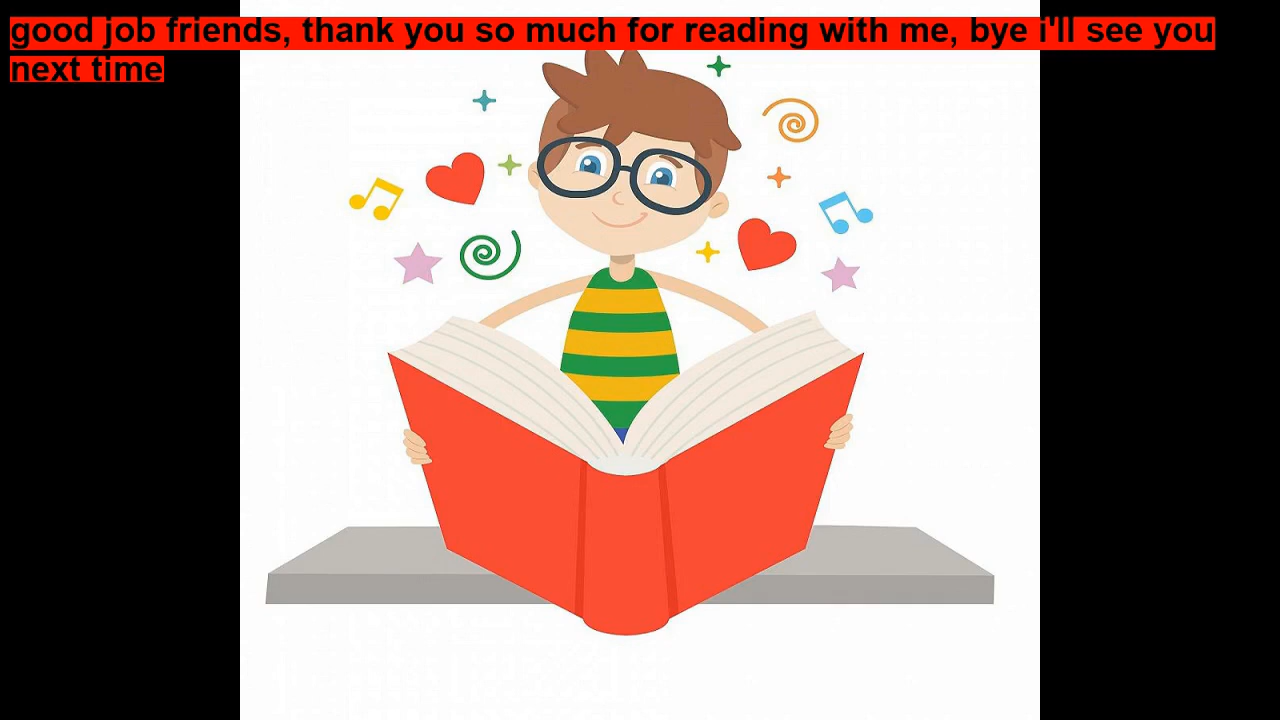 good job friends, thank you so much for reading with me, bye i'll see you
next time